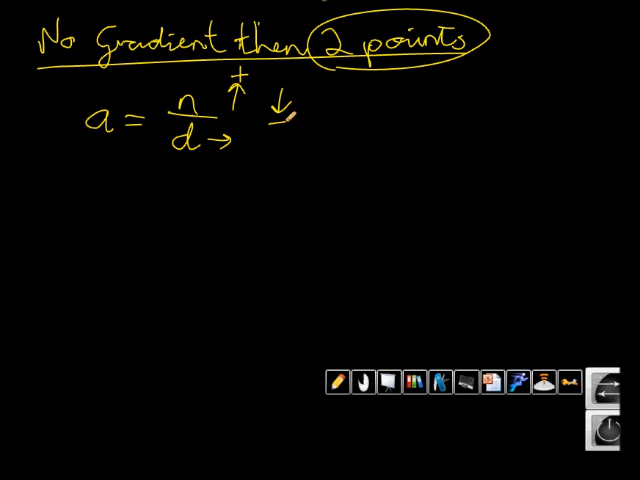 No Gradient then 2 points
a = n/d + ↑ → ↓ −